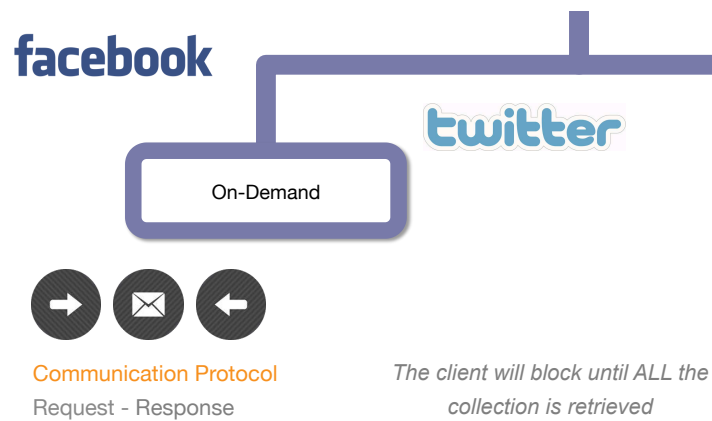 facebook
twitter
On-Demand
Communication Protocol
Request - Response
The client will block until ALL the
collection is retrieved